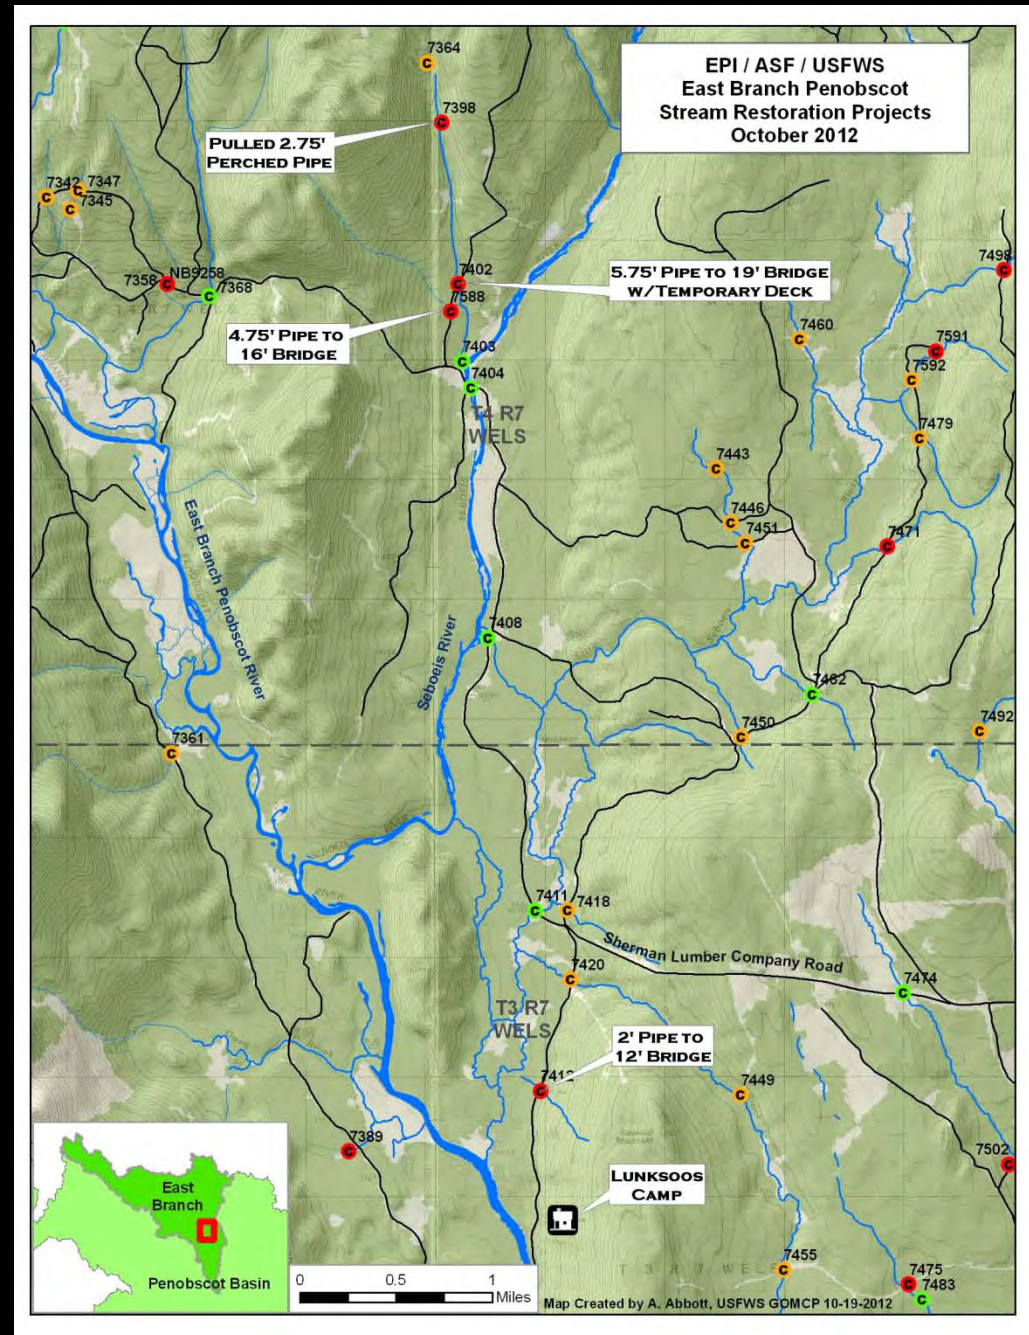 EPI / ASF / USFWS
East Branch Penobscot
Stream Restoration Projects
October 2012
7364
7398
PULLED 2.75'
PERCHED PIPE
7342
7347
7345
7402
5.75' PIPE TO 19' BRIDGE
W/TEMPORARY DECK
7498
7358
NB9258
7368
7588
4.75' PIPE TO
16' BRIDGE
7460
7591
7592
7403
7404
T4 R7
WELS
7479
7443
7446
7451
7471
East Branch Penobscot River
Seboeis River
7408
7462
7450
7492
7361
7411
7418
Sherman Lumber Company Road
7420
7474
T3 R7
WELS
2' PIPE TO
12' BRIDGE
7412
7449
7389
7502
LUNKSOOS
CAMP
East
Branch
Penobscot Basin
7455
T 3 R 7 W E L S
7475
7483
0 0.5 1
Miles
Map Created by A. Abbott, USFWS GOMCP 10-19-2012